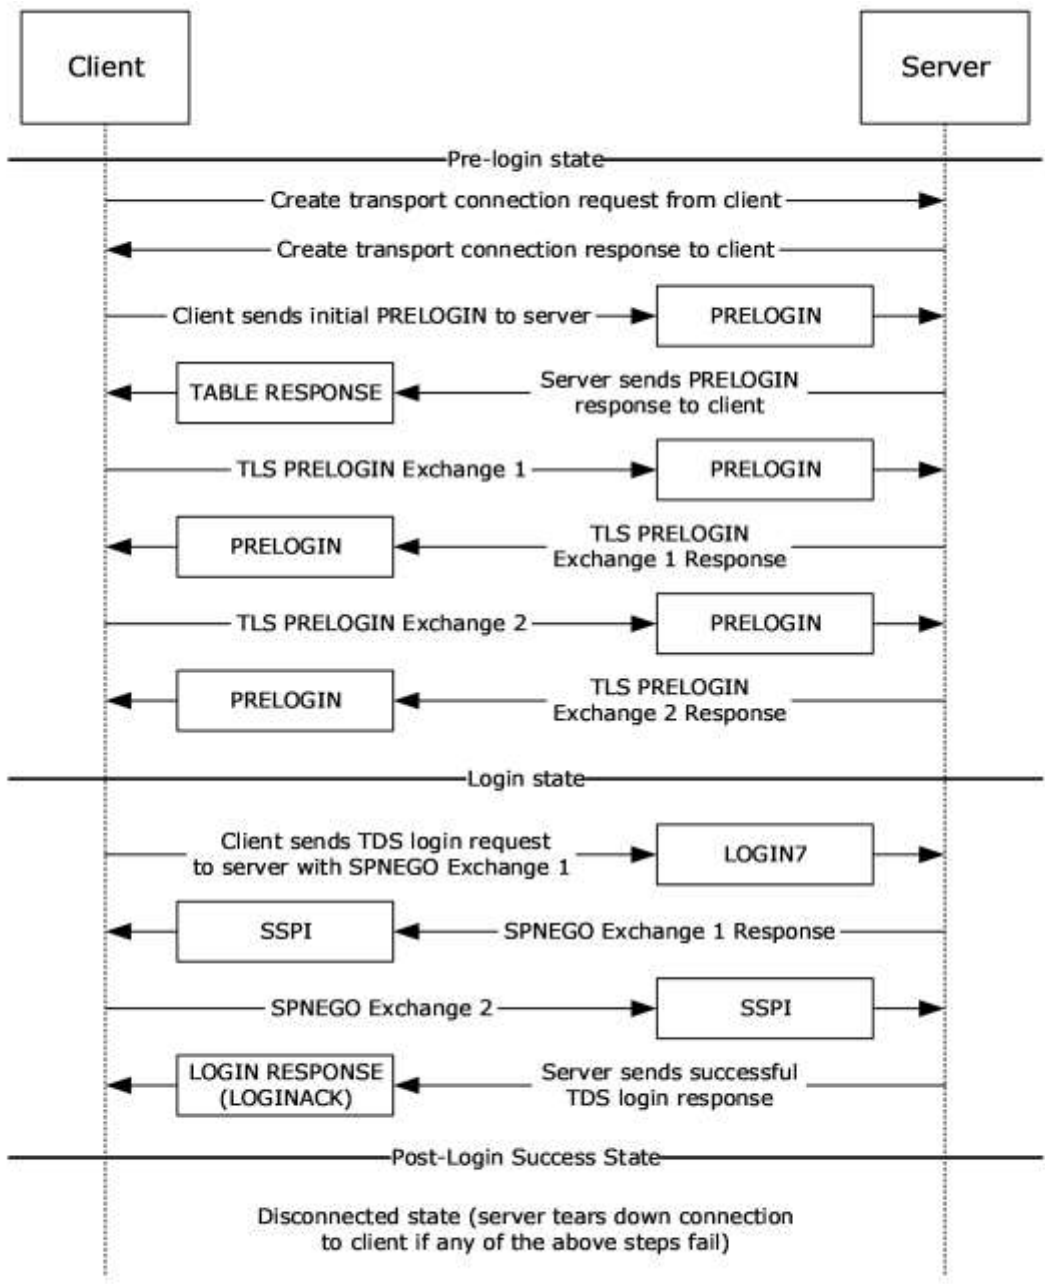 Client
Server
Pre-login state
Create transport connection request from client
Create transport connection response to client
Client sends initial PRELOGIN to server
PRELOGIN
TABLE RESPONSE
Server sends PRELOGIN
response to client
TLS PRELOGIN Exchange 1
PRELOGIN
PRELOGIN
TLS PRELOGIN
Exchange 1 Response
TLS PRELOGIN Exchange 2
PRELOGIN
PRELOGIN
TLS PRELOGIN
Exchange 2 Response
Login state
Client sends TDS login request
to server with SPNEGO Exchange 1
LOGIN7
SSPI
SPNEGO Exchange 1 Response
SPNEGO Exchange 2
SSPI
LOGIN RESPONSE
(LOGINACK)
Server sends successful
TDS login response
Post-Login Success State
Disconnected state (server tears down connection
to client if any of the above steps fail)